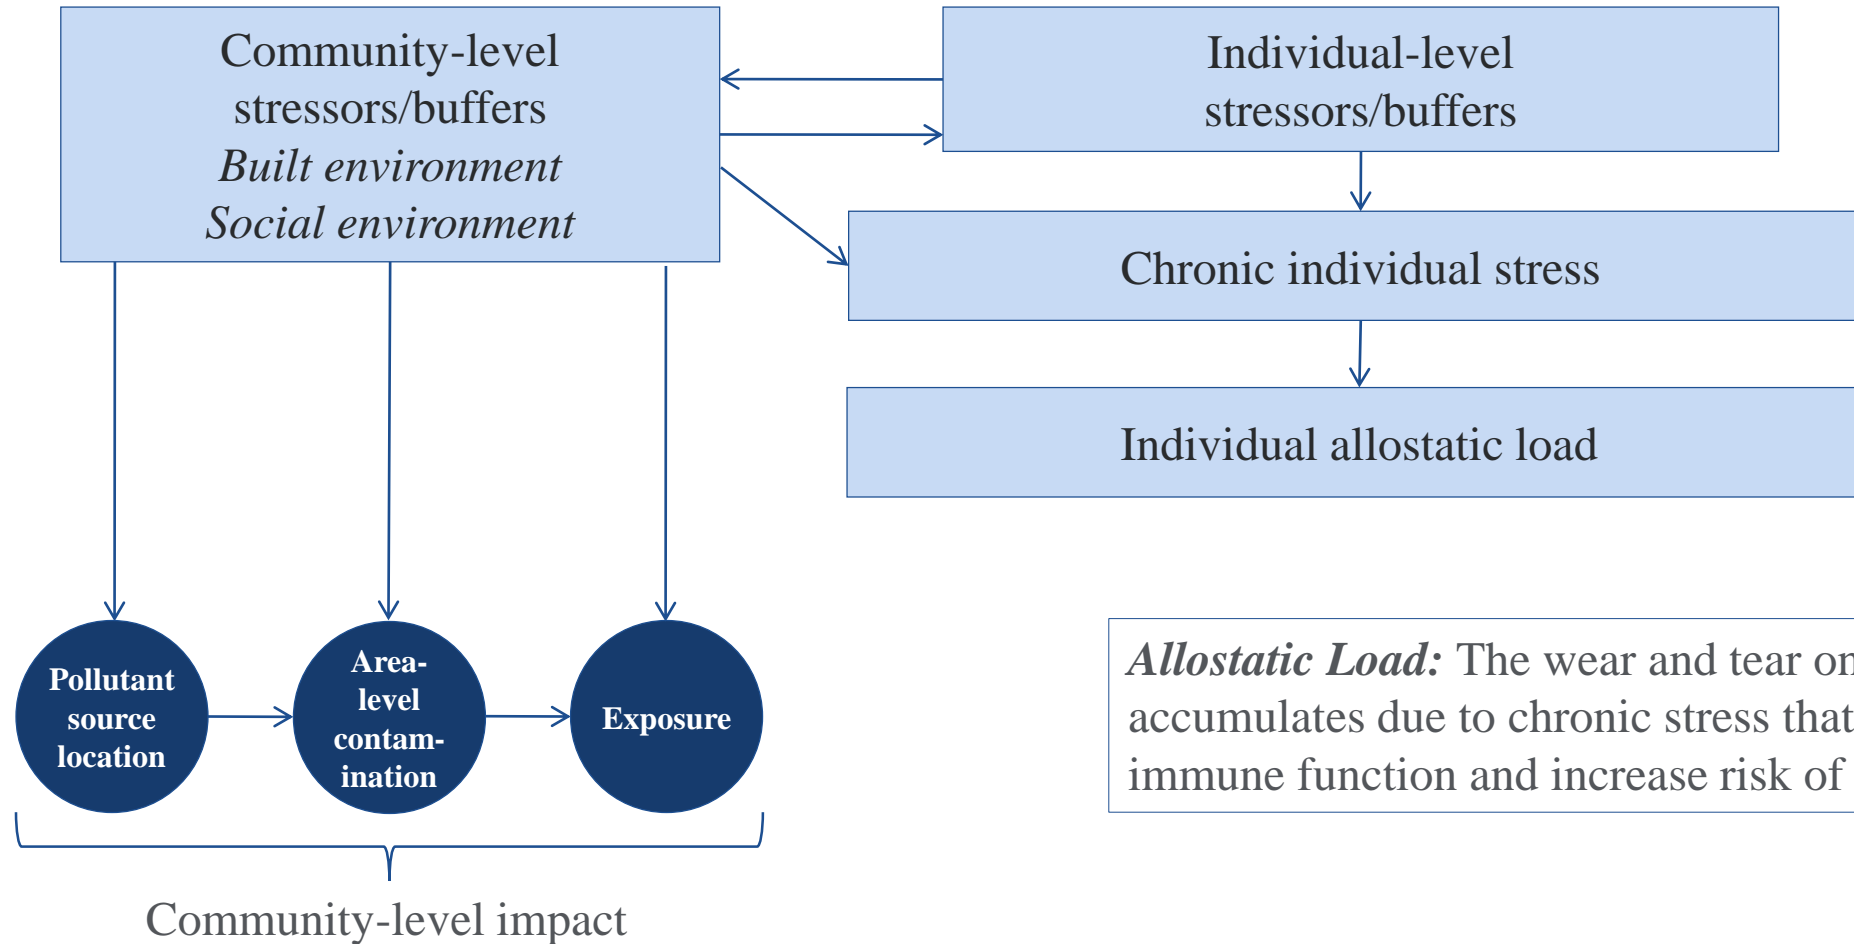 Community-level
stressors/buffers
Built environment
Social environment
Individual-level
stressors/buffers
Chronic individual stress
Individual allostatic load
Pollutant
source
location
Area-
level
contam-
ination
Exposure
Allostatic Load: The wear and tear on
accumulates due to chronic stress that
immune function and increase risk of
Community-level impact